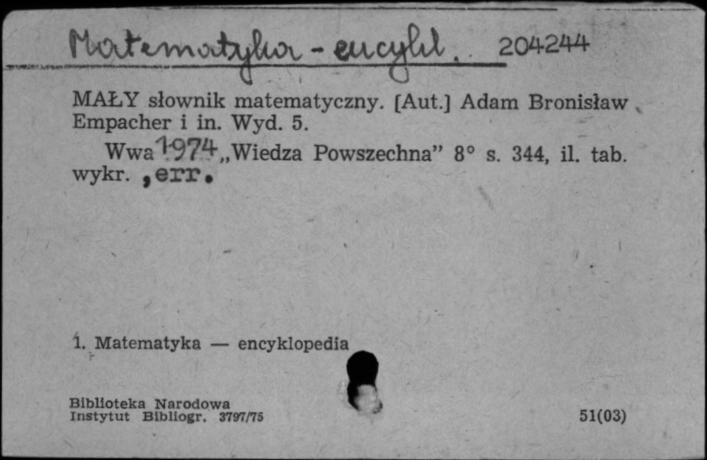 Matematyka - encykl. 204244
MAŁY słownik matematyczny. [Aut.] Adam Bronisław
Empacher i in. Wyd. 5.
Wwa 1974 „Wiedza Powszechna” 8° s. 344, il. tab.
wykr. , err.
1. Matematyka — encyklopedia
Biblioteka Narodowa
Instytut Bibliogr. 3797/75 51(03)